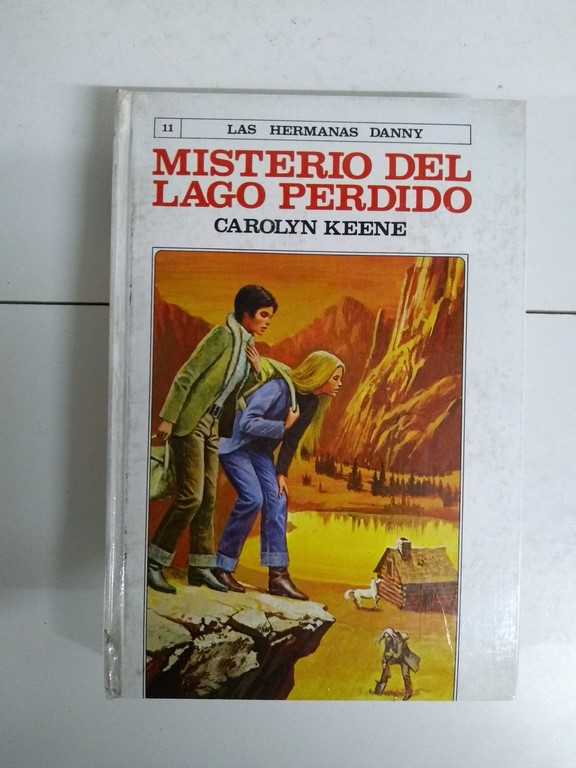 11 LAS HERMANAS DANNY
MISTERIO DEL
LAGO PERDIDO
CAROLYN KEENE